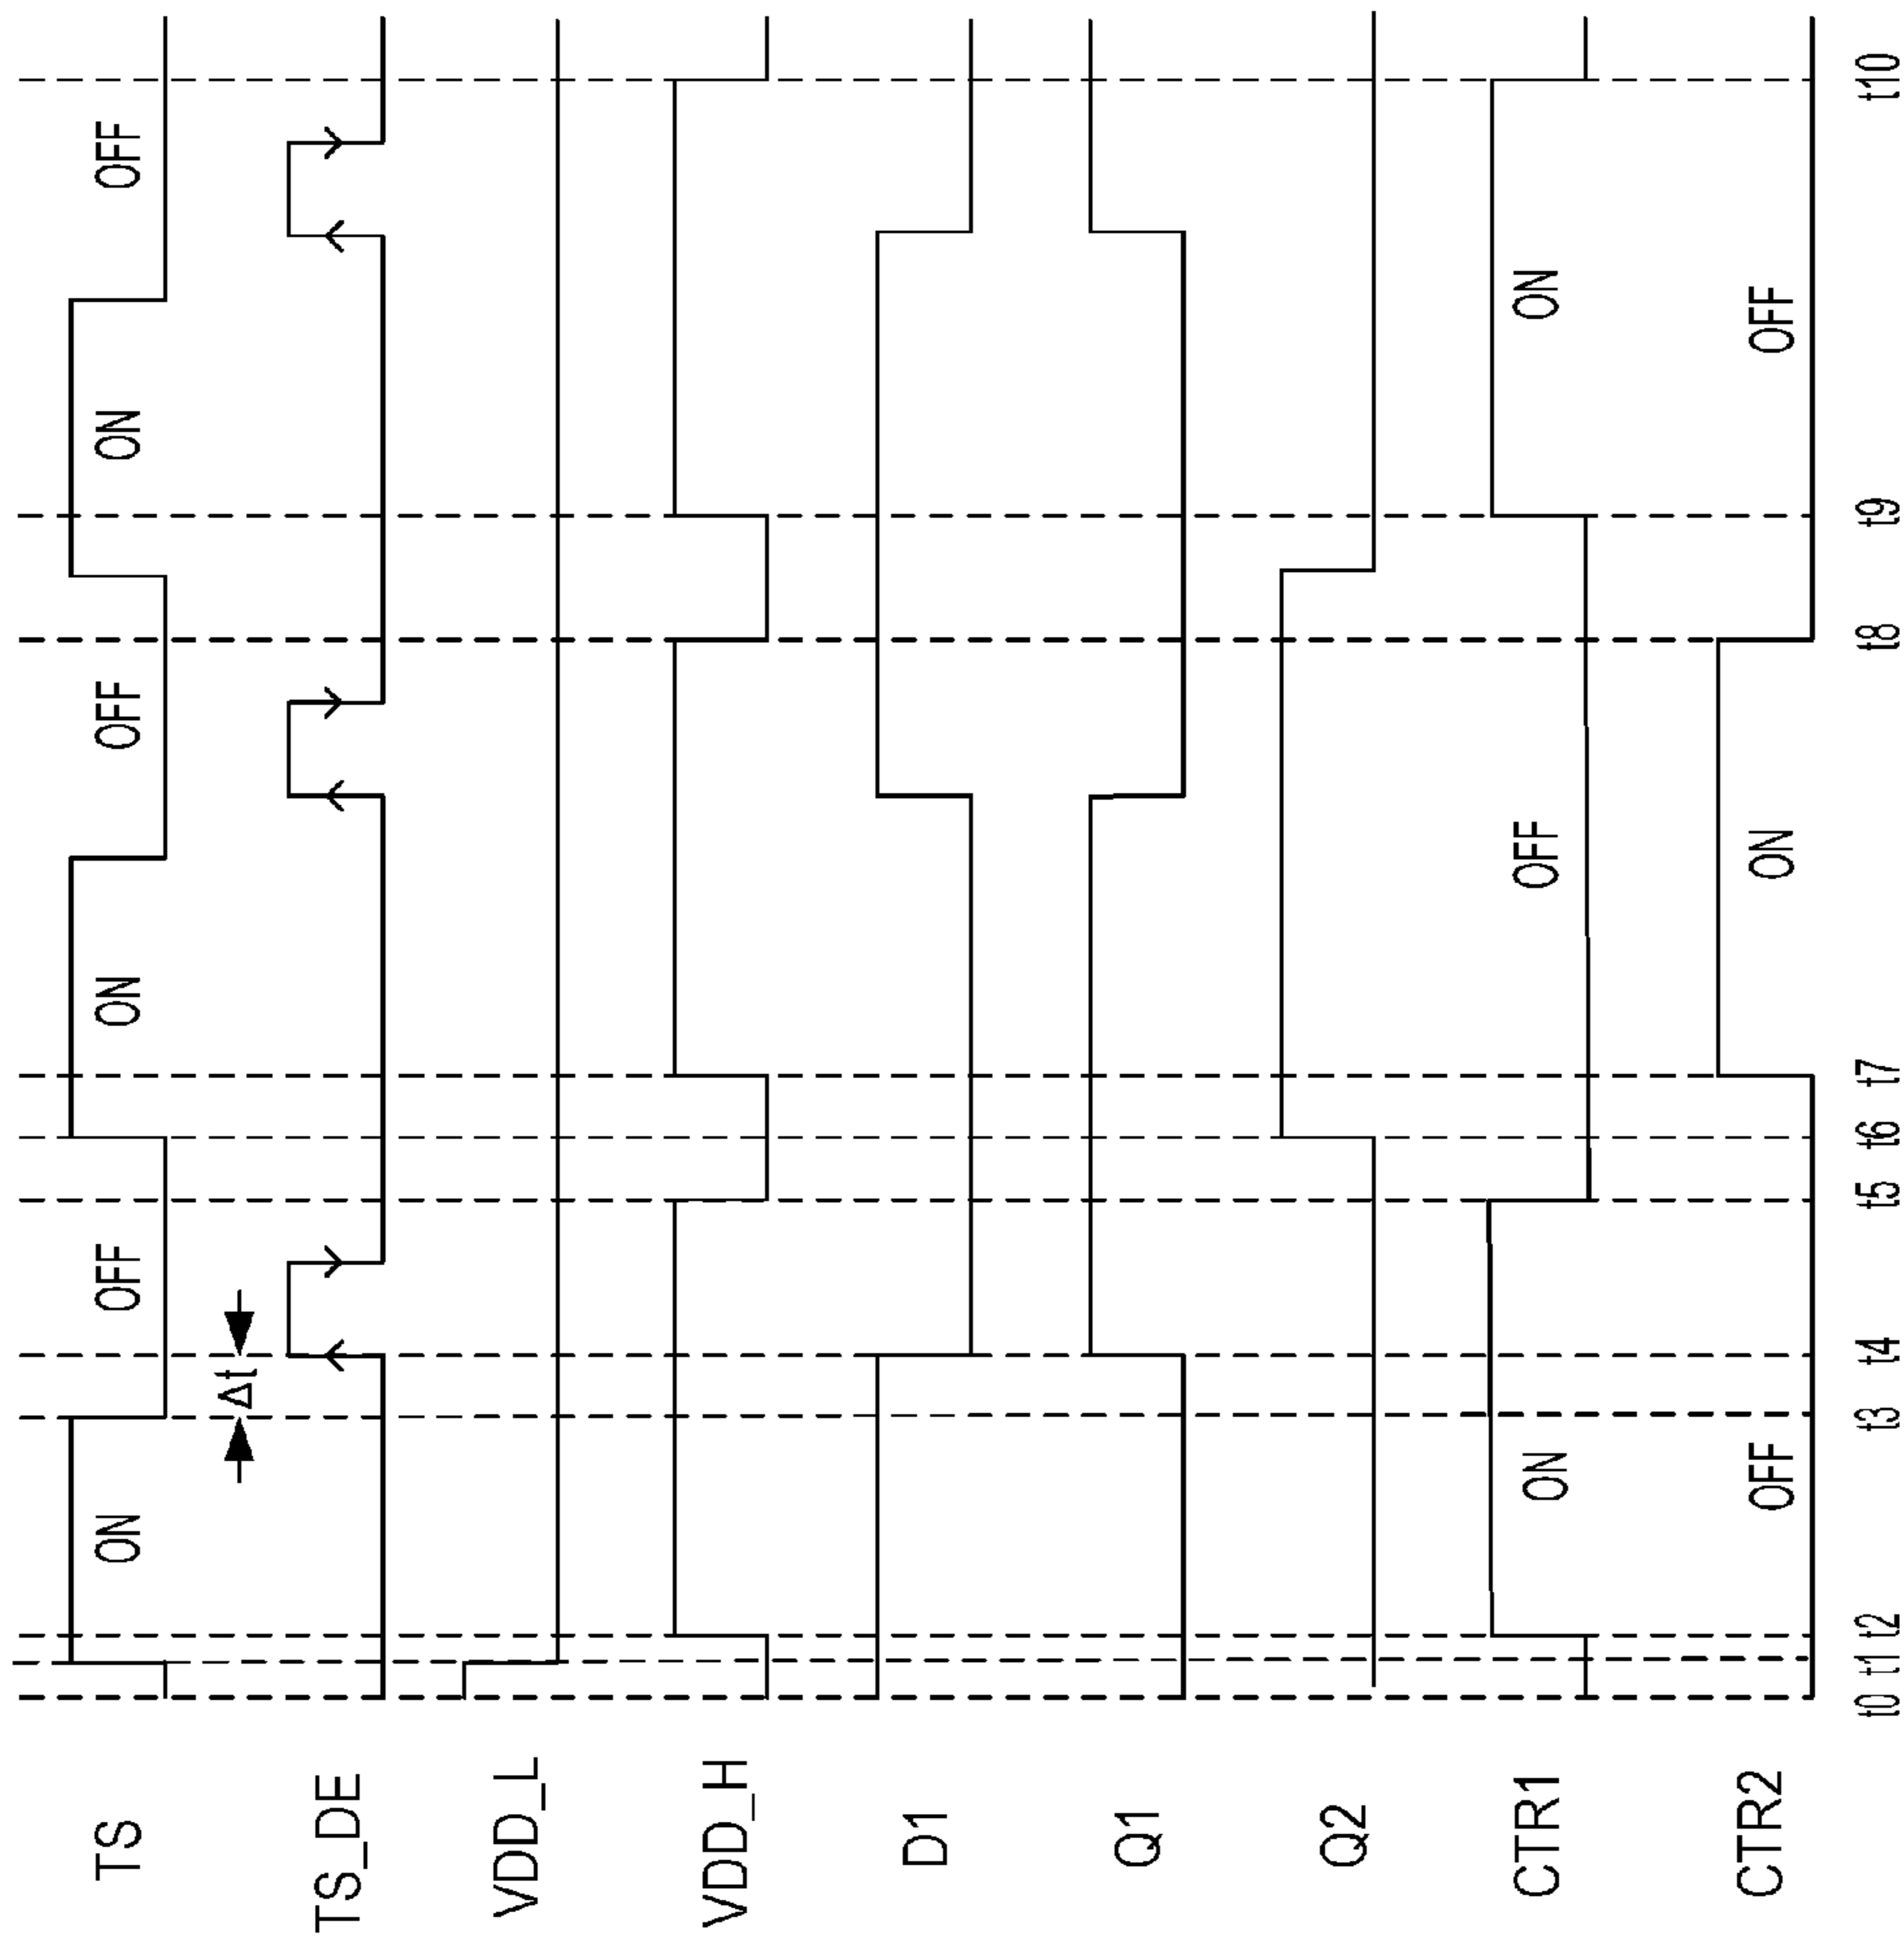 TS ON OFF ON OFF ON OFF
Δt
TS_DE
VDD_L
VDD_H
D1
Q1
Q2
CTR1 ON OFF ON
CTR2 OFF ON OFF
t0 t1 t2 t3 t4 t5 t6 t7 t8 t9 t10